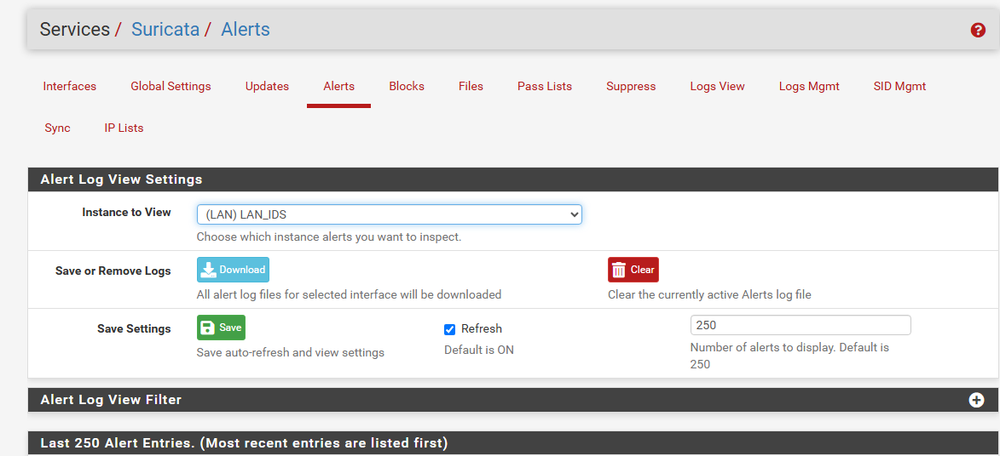 Services / Suricata / Alerts
?
Interfaces Global Settings Updates Alerts Blocks Files Pass Lists Suppress Logs View Logs Mgmt SID Mgmt
Sync IP Lists
Alert Log View Settings
Instance to View (LAN) LAN_IDS
Choose which instance alerts you want to inspect.
Save or Remove Logs Download Clear
All alert log files for selected interface will be downloaded Clear the currently active Alerts log file
Save Settings Save Refresh 250
Save auto-refresh and view settings Default is ON Number of alerts to display. Default is
250
Alert Log View Filter
Last 250 Alert Entries. (Most recent entries are listed first)